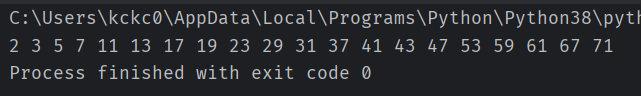 C:\Users\kckc0\AppData\Local\Programs\Python\Python38\pyth
2 3 5 7 11 13 17 19 23 29 31 37 41 43 47 53 59 61 67 71
Process finished with exit code 0